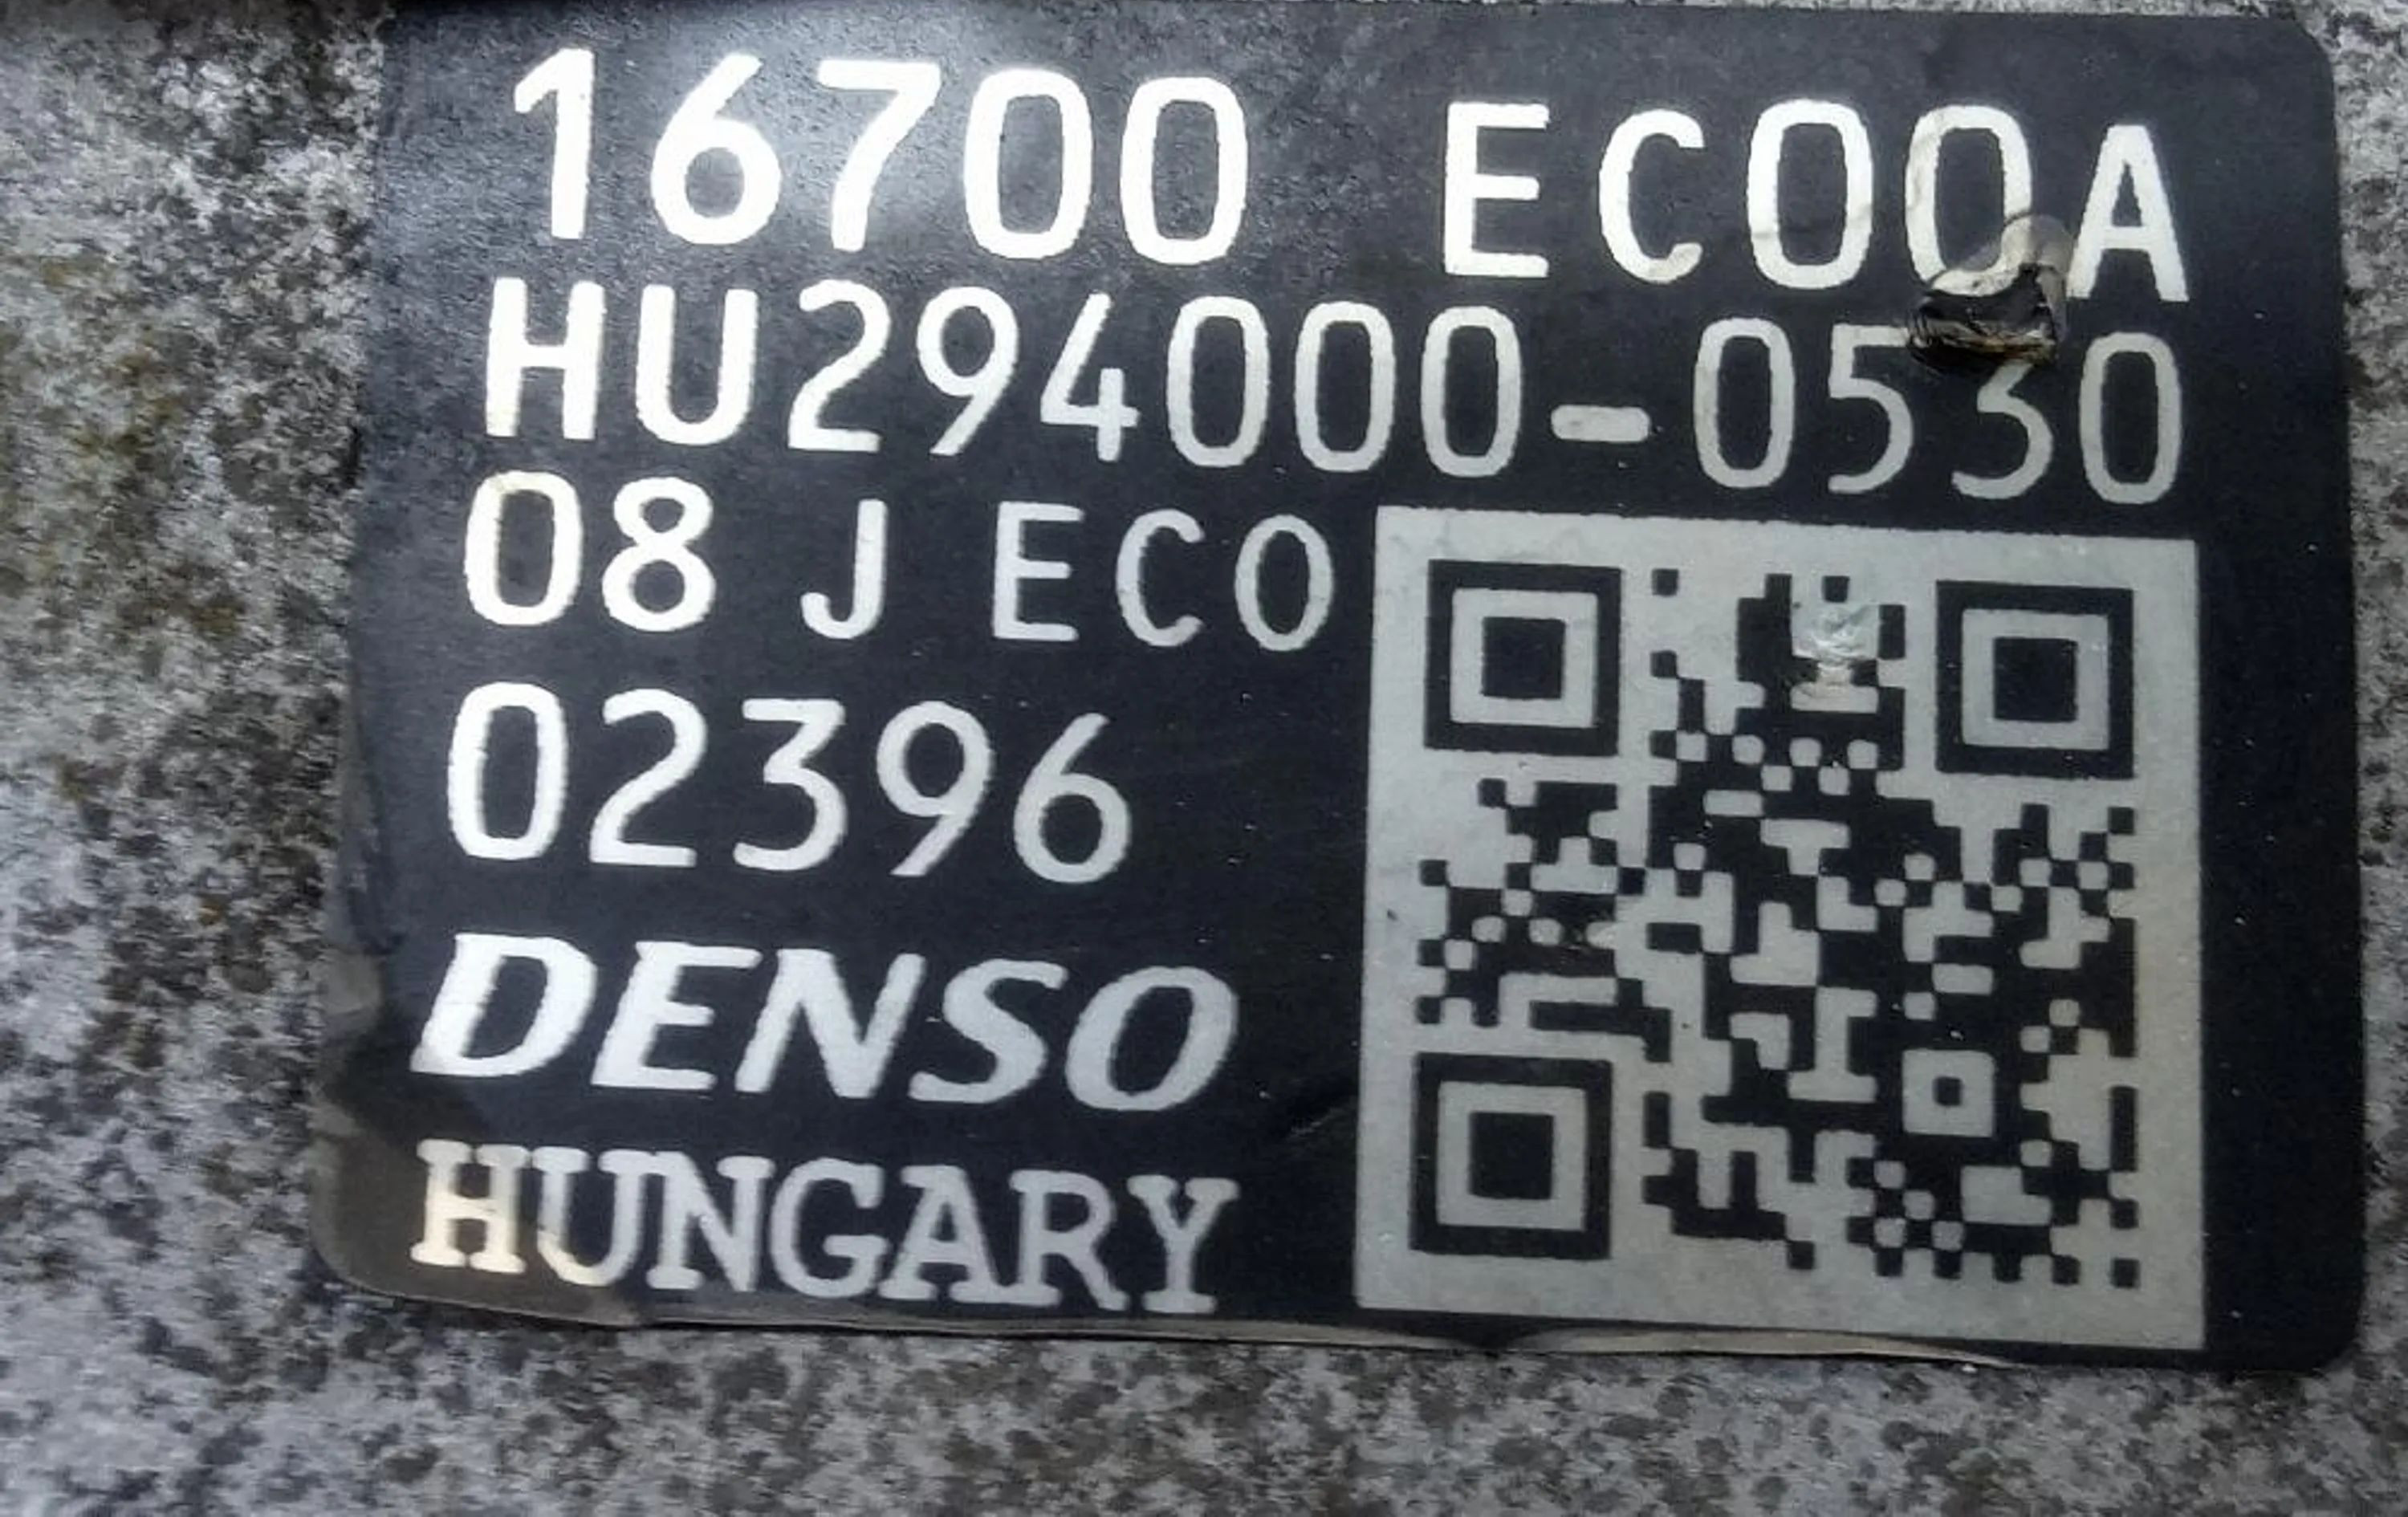 16700 EC00A
HU294000-0530
08 J EC0
02396
DENSO
HUNGARY